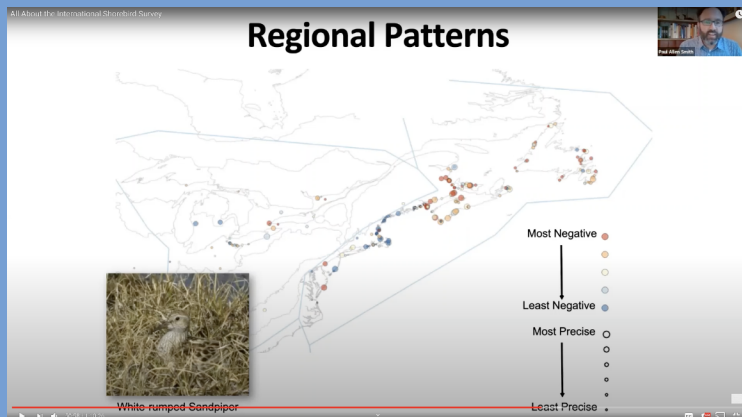 All About the International Shorebird Survey
Regional Patterns
Paul Allen Smith
Most Negative
Least Negative
Most Precise
Least Precise
White-rumped Sandpiper